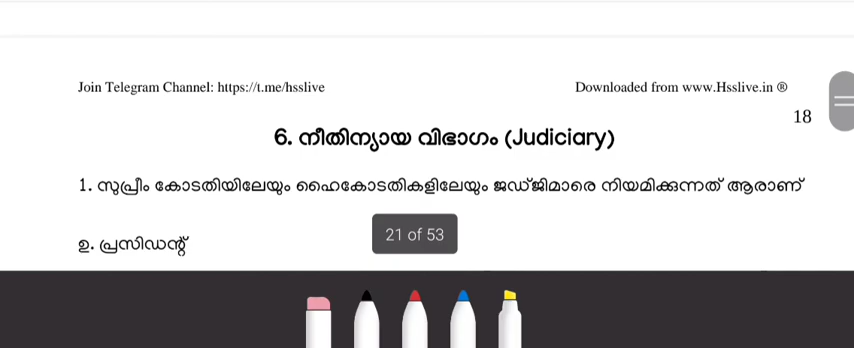 Join Telegram Channel: https://t.me/hsslive Downloaded from www.Hsslive.in ®
18
6. നീതിന്യായ വിഭാഗം (Judiciary)
1. സുപ്രീം കോടതിയിലേയും ഹൈകോടതികളിലേയും ജഡ്ജിമാരെ നിയമിക്കുന്നത് ആരാണ്
21 of 53
ഉ. പ്രസിഡന്റ്